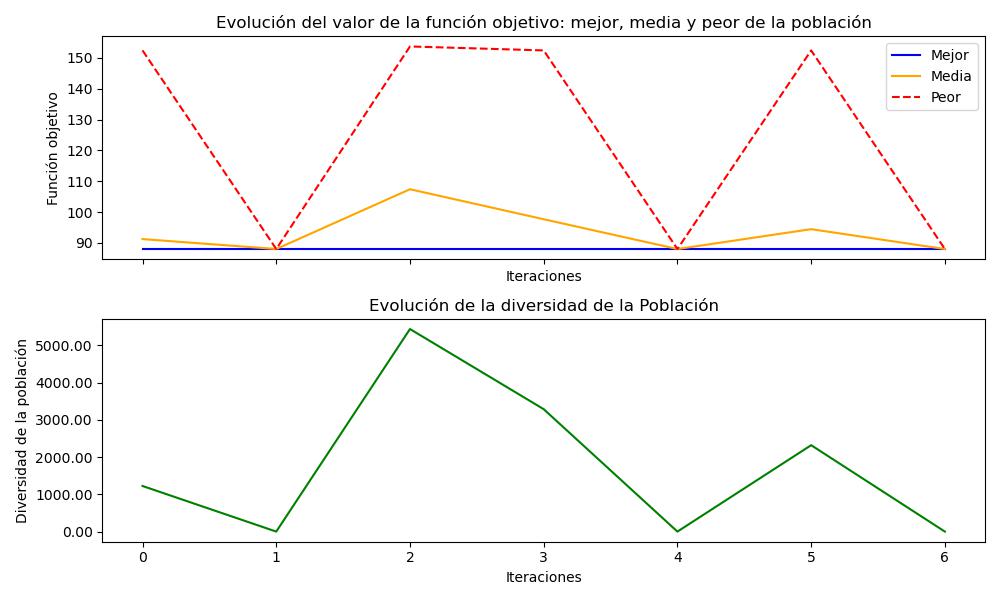 Evolución del valor de la función objetivo: mejor, media y peor de la población
Función objetivo
150
140
130
120
110
100
90
Mejor
Media
Peor
Iteraciones
Evolución de la diversidad de la Población
Diversidad de la población
5000.00
4000.00
3000.00
2000.00
1000.00
0.00
0 1 2 3 4 5 6
Iteraciones